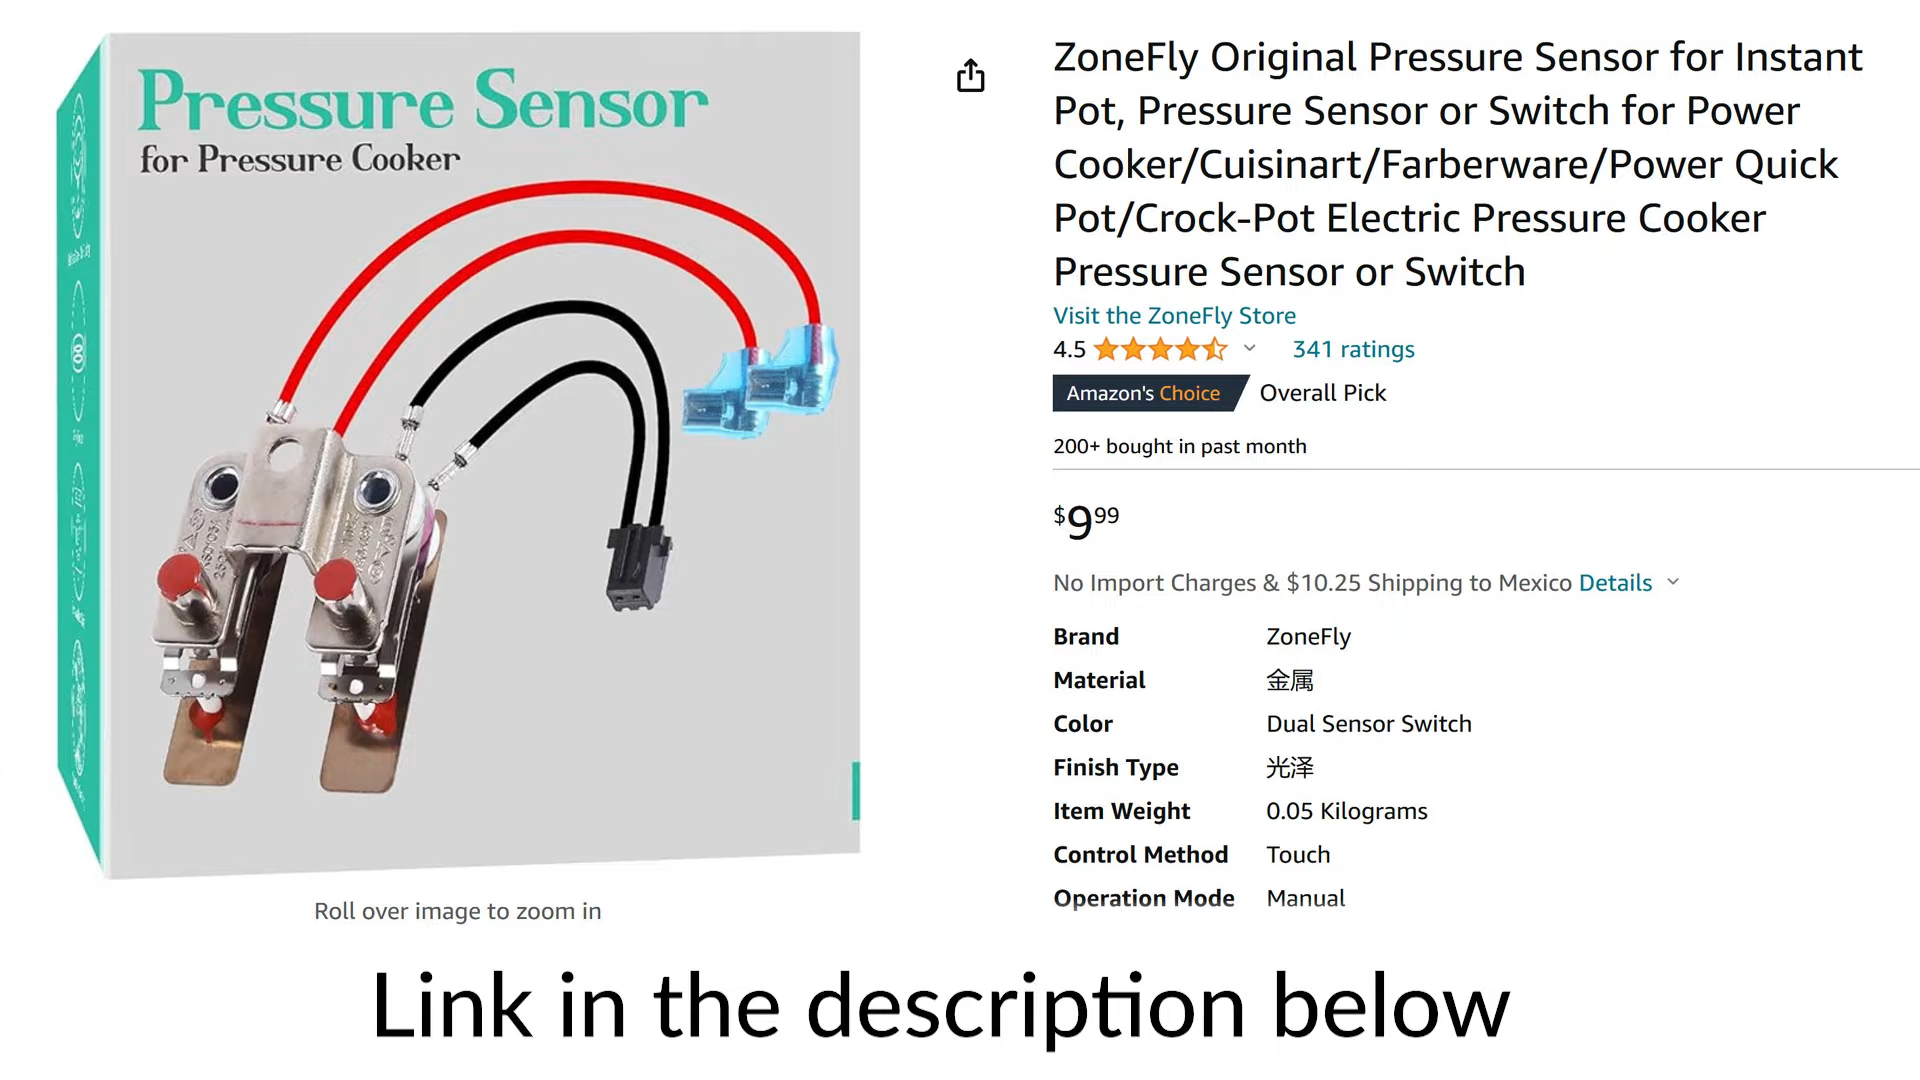 Pressure Sensor
for Pressure Cooker
ZoneFly Original Pressure Sensor for Instant
Pot, Pressure Sensor or Switch for Power
Cooker/Cuisinart/Farberware/Power Quick
Pot/Crock-Pot Electric Pressure Cooker
Pressure Sensor or Switch
Visit the ZoneFly Store
4.5 341 ratings
Amazon's Choice Overall Pick
200+ bought in past month
$9.99
No Import Charges & $10.25 Shipping to Mexico Details
Brand ZoneFly
Material 金属
Color Dual Sensor Switch
Finish Type 光泽
Item Weight 0.05 Kilograms
Control Method Touch
Operation Mode Manual
Roll over image to zoom in
Link in the description below